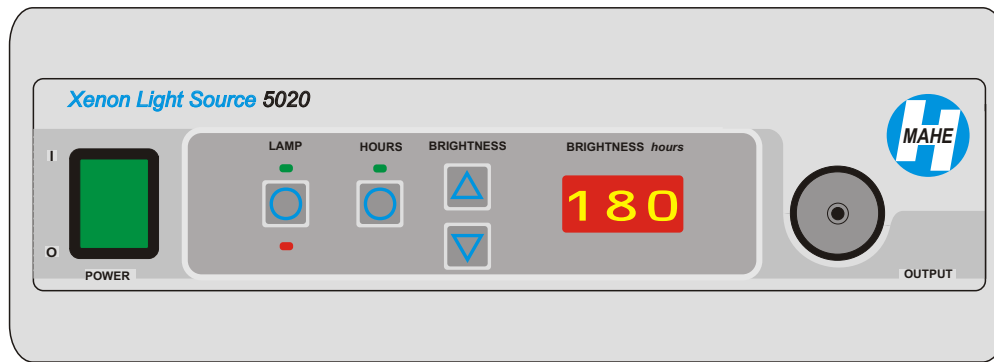 Xenon Light Source 5020
MAHE
LAMP
HOURS
BRIGHTNESS
BRIGHTNESS hours
I
180
O
POWER
OUTPUT